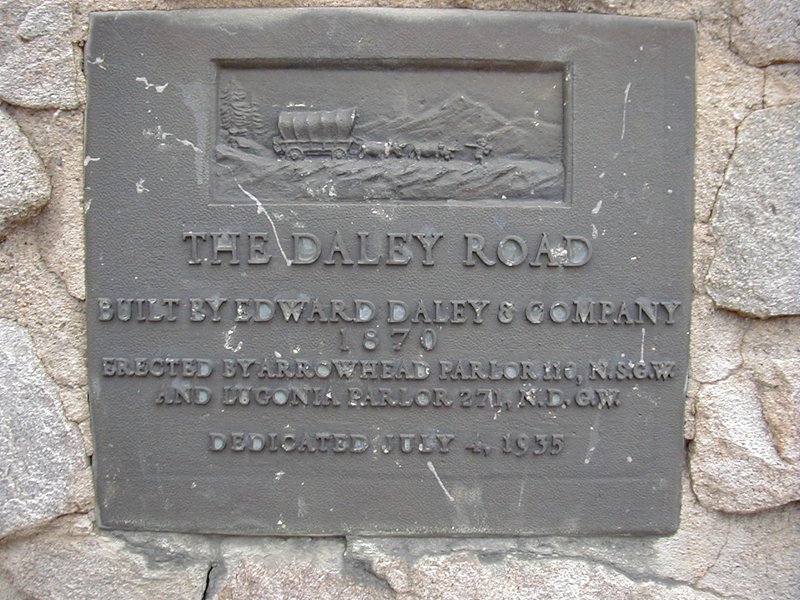 THE DALEY ROAD
BUILT BY EDWARD DALEY & COMPANY
1870
ERECTED BY ARROWHEAD PARLOR 110, N.S.G.W.
AND LUGONIA PARLOR 271, N.D.G.W.
DEDICATED JULY 4, 1935